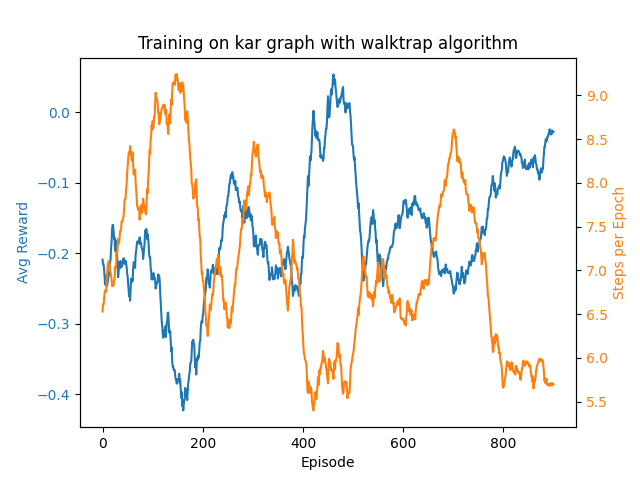 Training on kar graph with walktrap algorithm
Avg Reward
0.0
−0.1
−0.2
−0.3
−0.4
9.0
8.5
8.0
7.5
7.0
6.5
6.0
5.5
Steps per Epoch
0 200 400 600 800
Episode